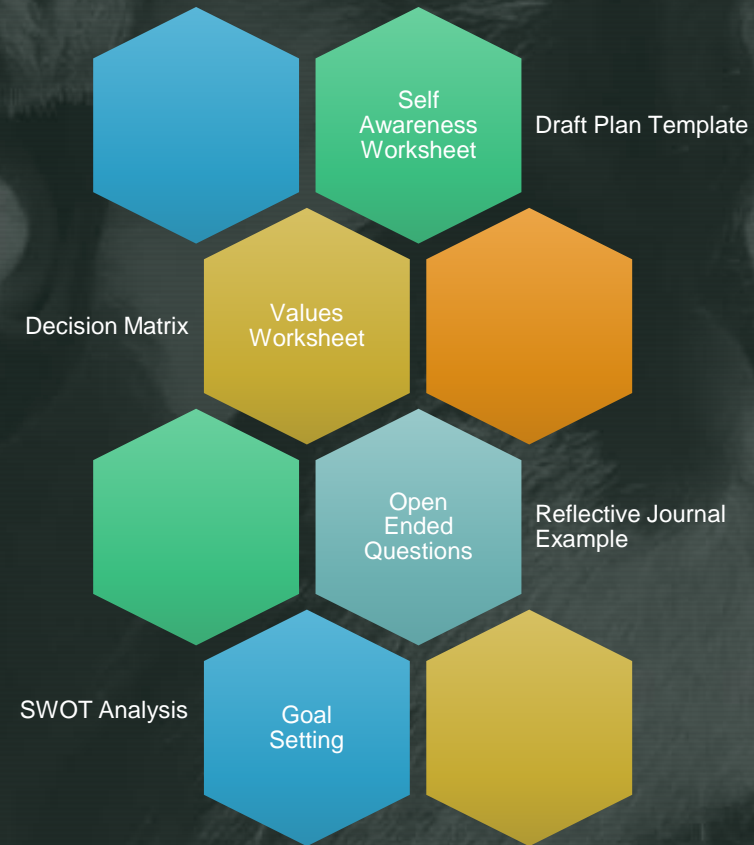 Self
Awareness
Worksheet
Draft Plan Template
Decision Matrix
Values
Worksheet
Open
Ended
Questions
Reflective Journal
Example
SWOT Analysis
Goal
Setting